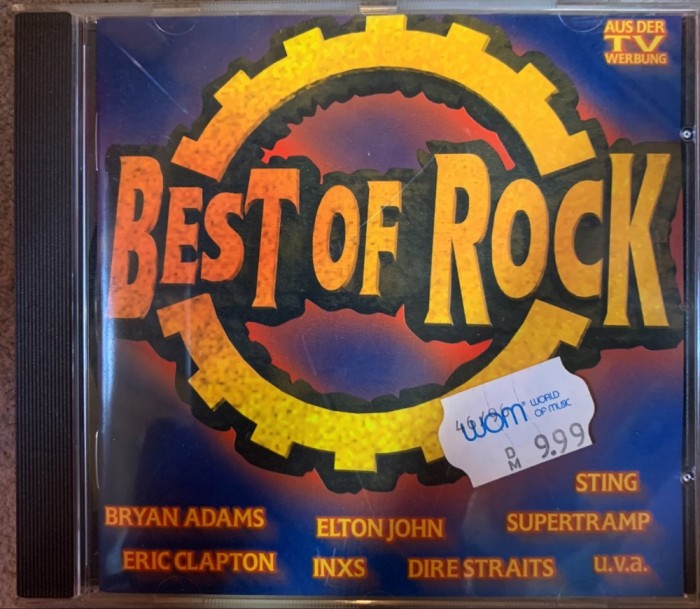 AUS DER
TV
WERBUNG
BEST OF ROCK
wom WORLD
OF MUSIC
DM 9.99
STING
BRYAN ADAMS
ELTON JOHN
SUPERTRAMP
ERIC CLAPTON
INXS
DIRE STRAITS
u.v.a.